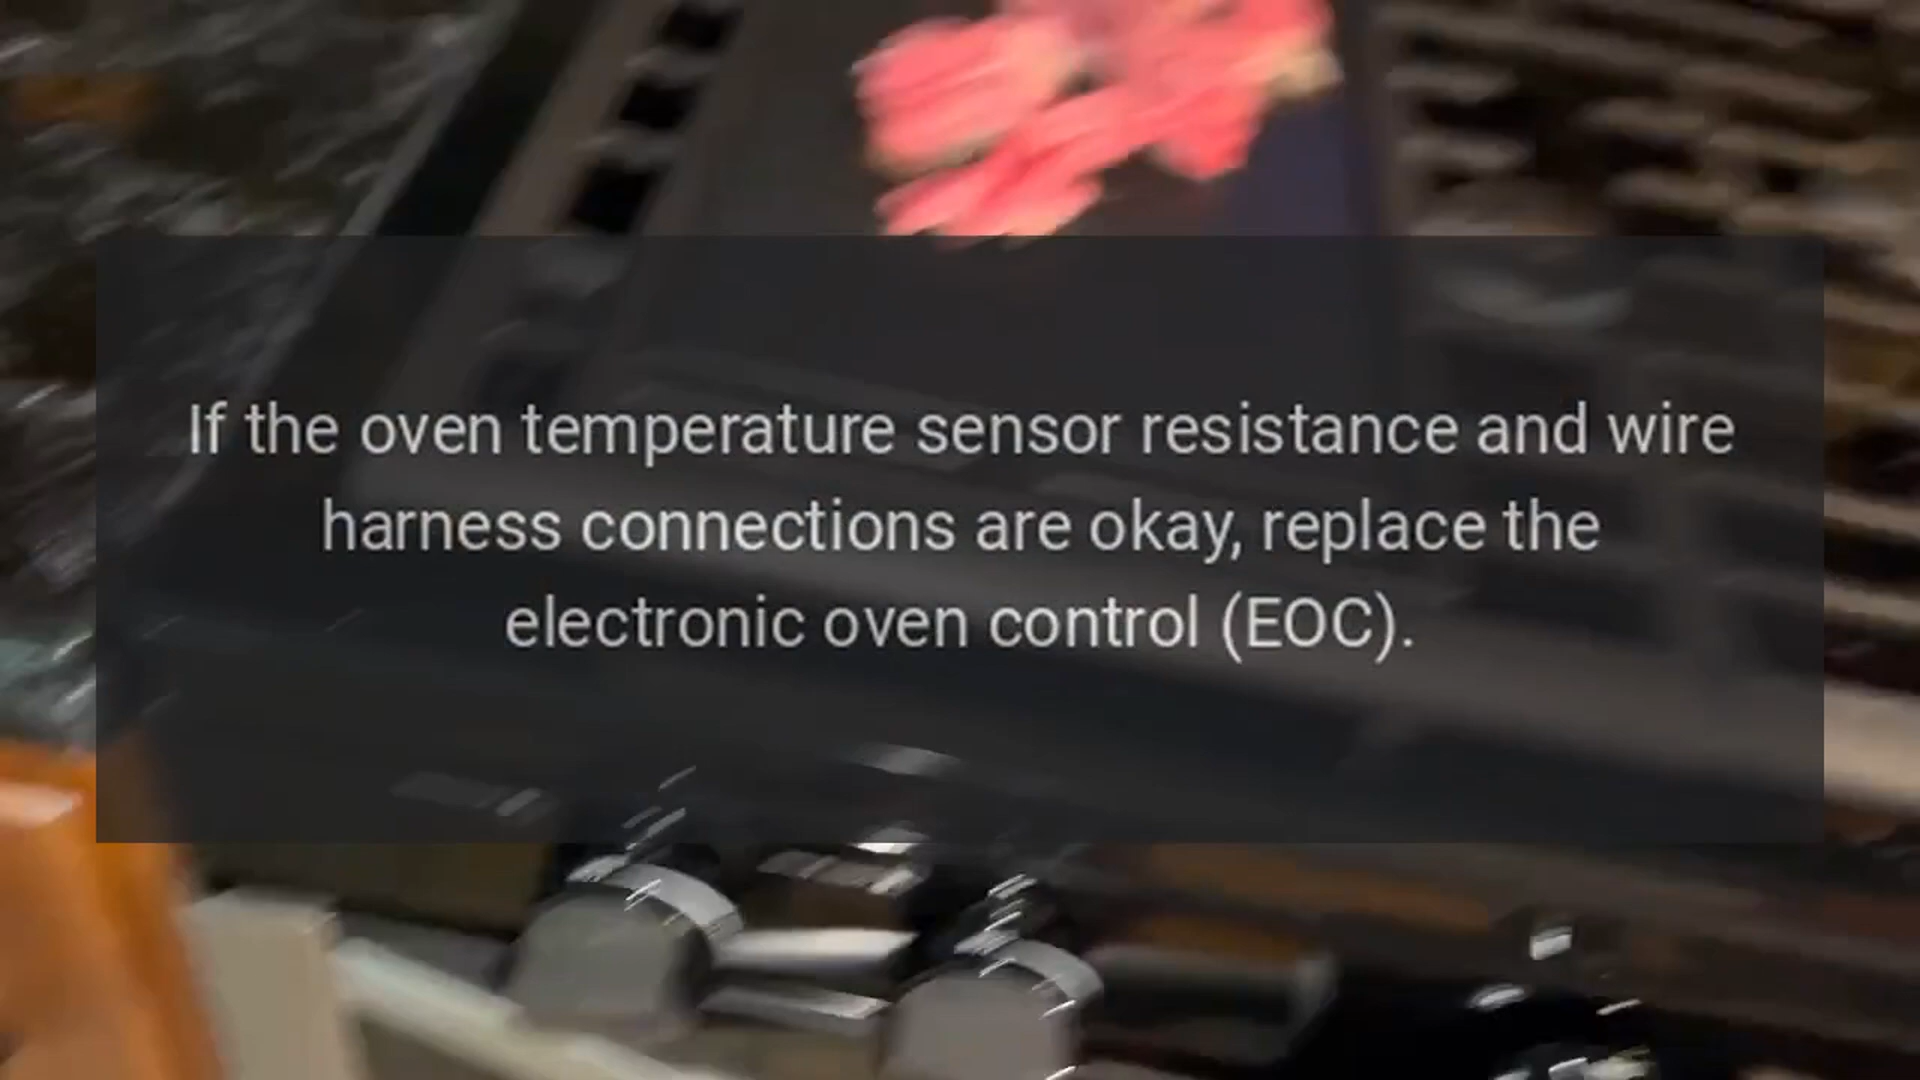 If the oven temperature sensor resistance and wire
harness connections are okay, replace the
electronic oven control (EOC).